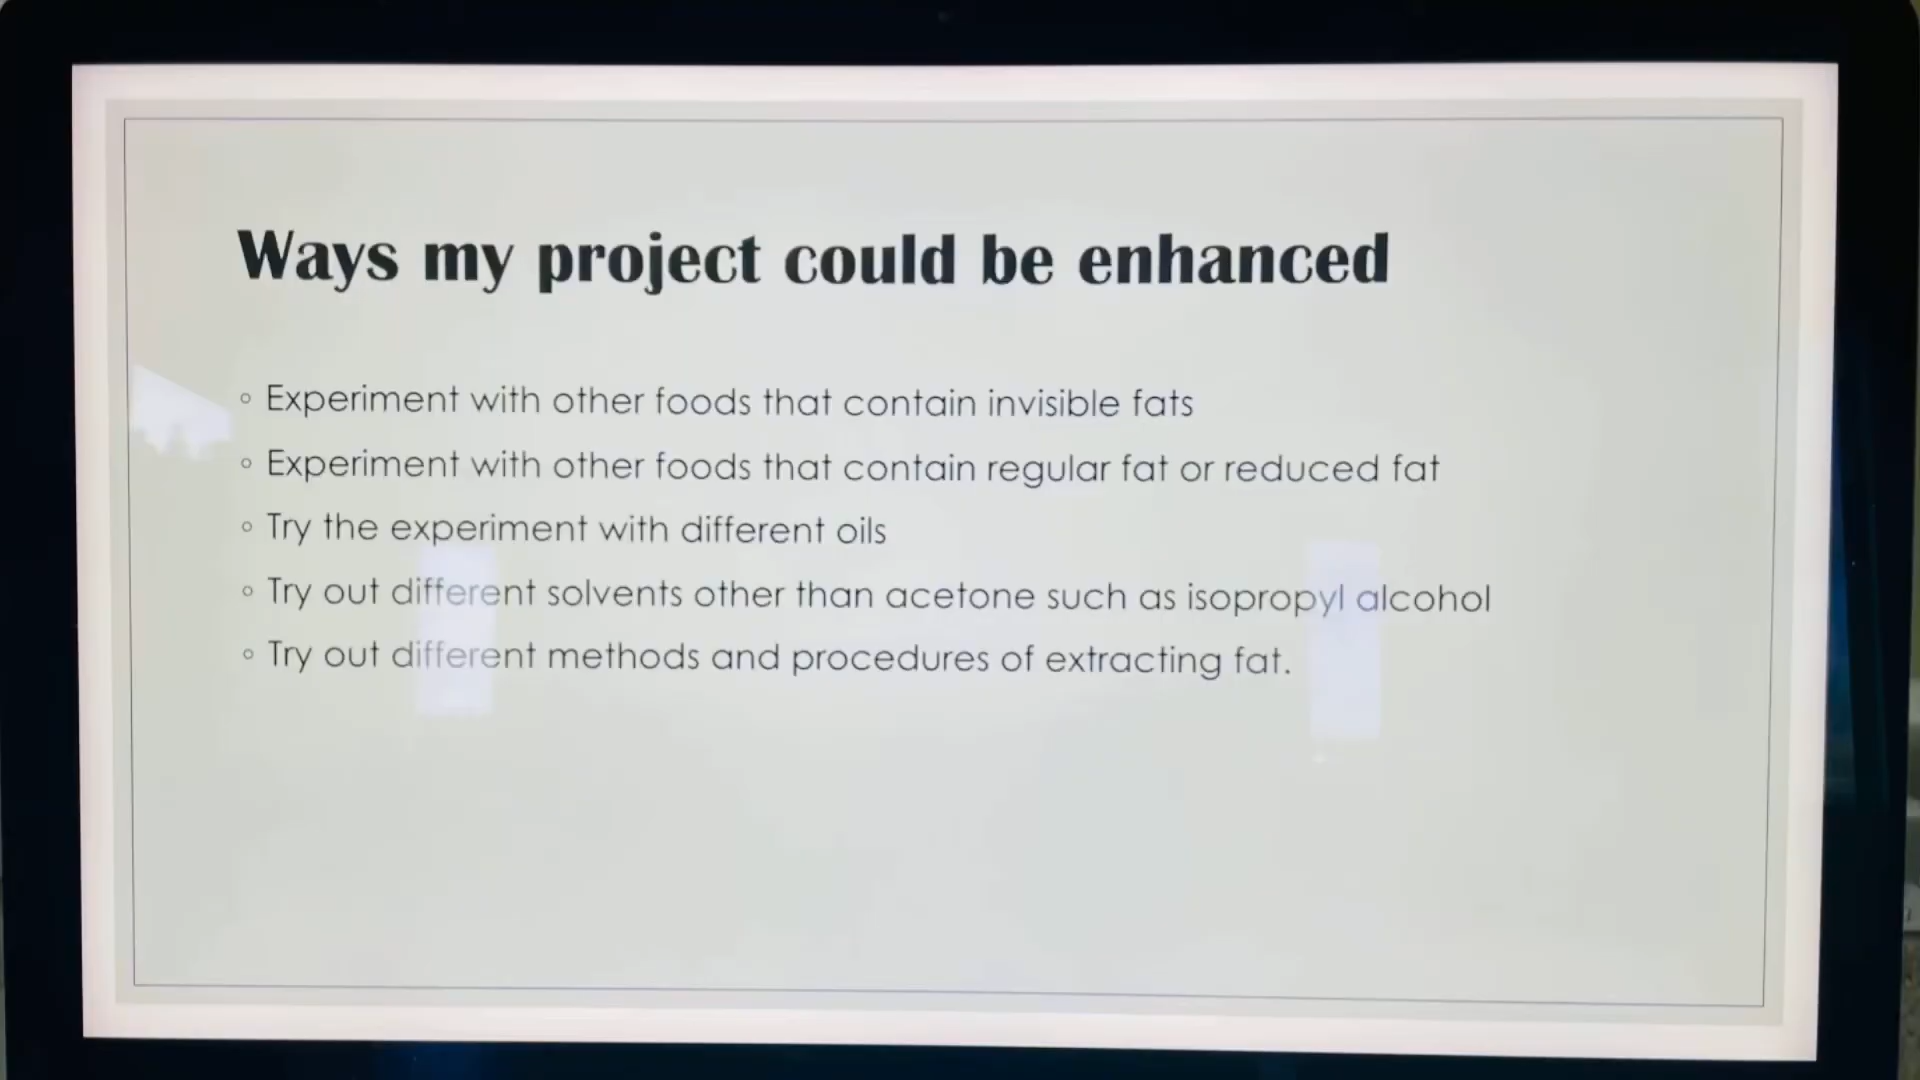 Ways my project could be enhanced
◦ Experiment with other foods that contain invisible fats
◦ Experiment with other foods that contain regular fat or reduced fat
◦ Try the experiment with different oils
◦ Try out different solvents other than acetone such as isopropyl alcohol
◦ Try out different methods and procedures of extracting fat.